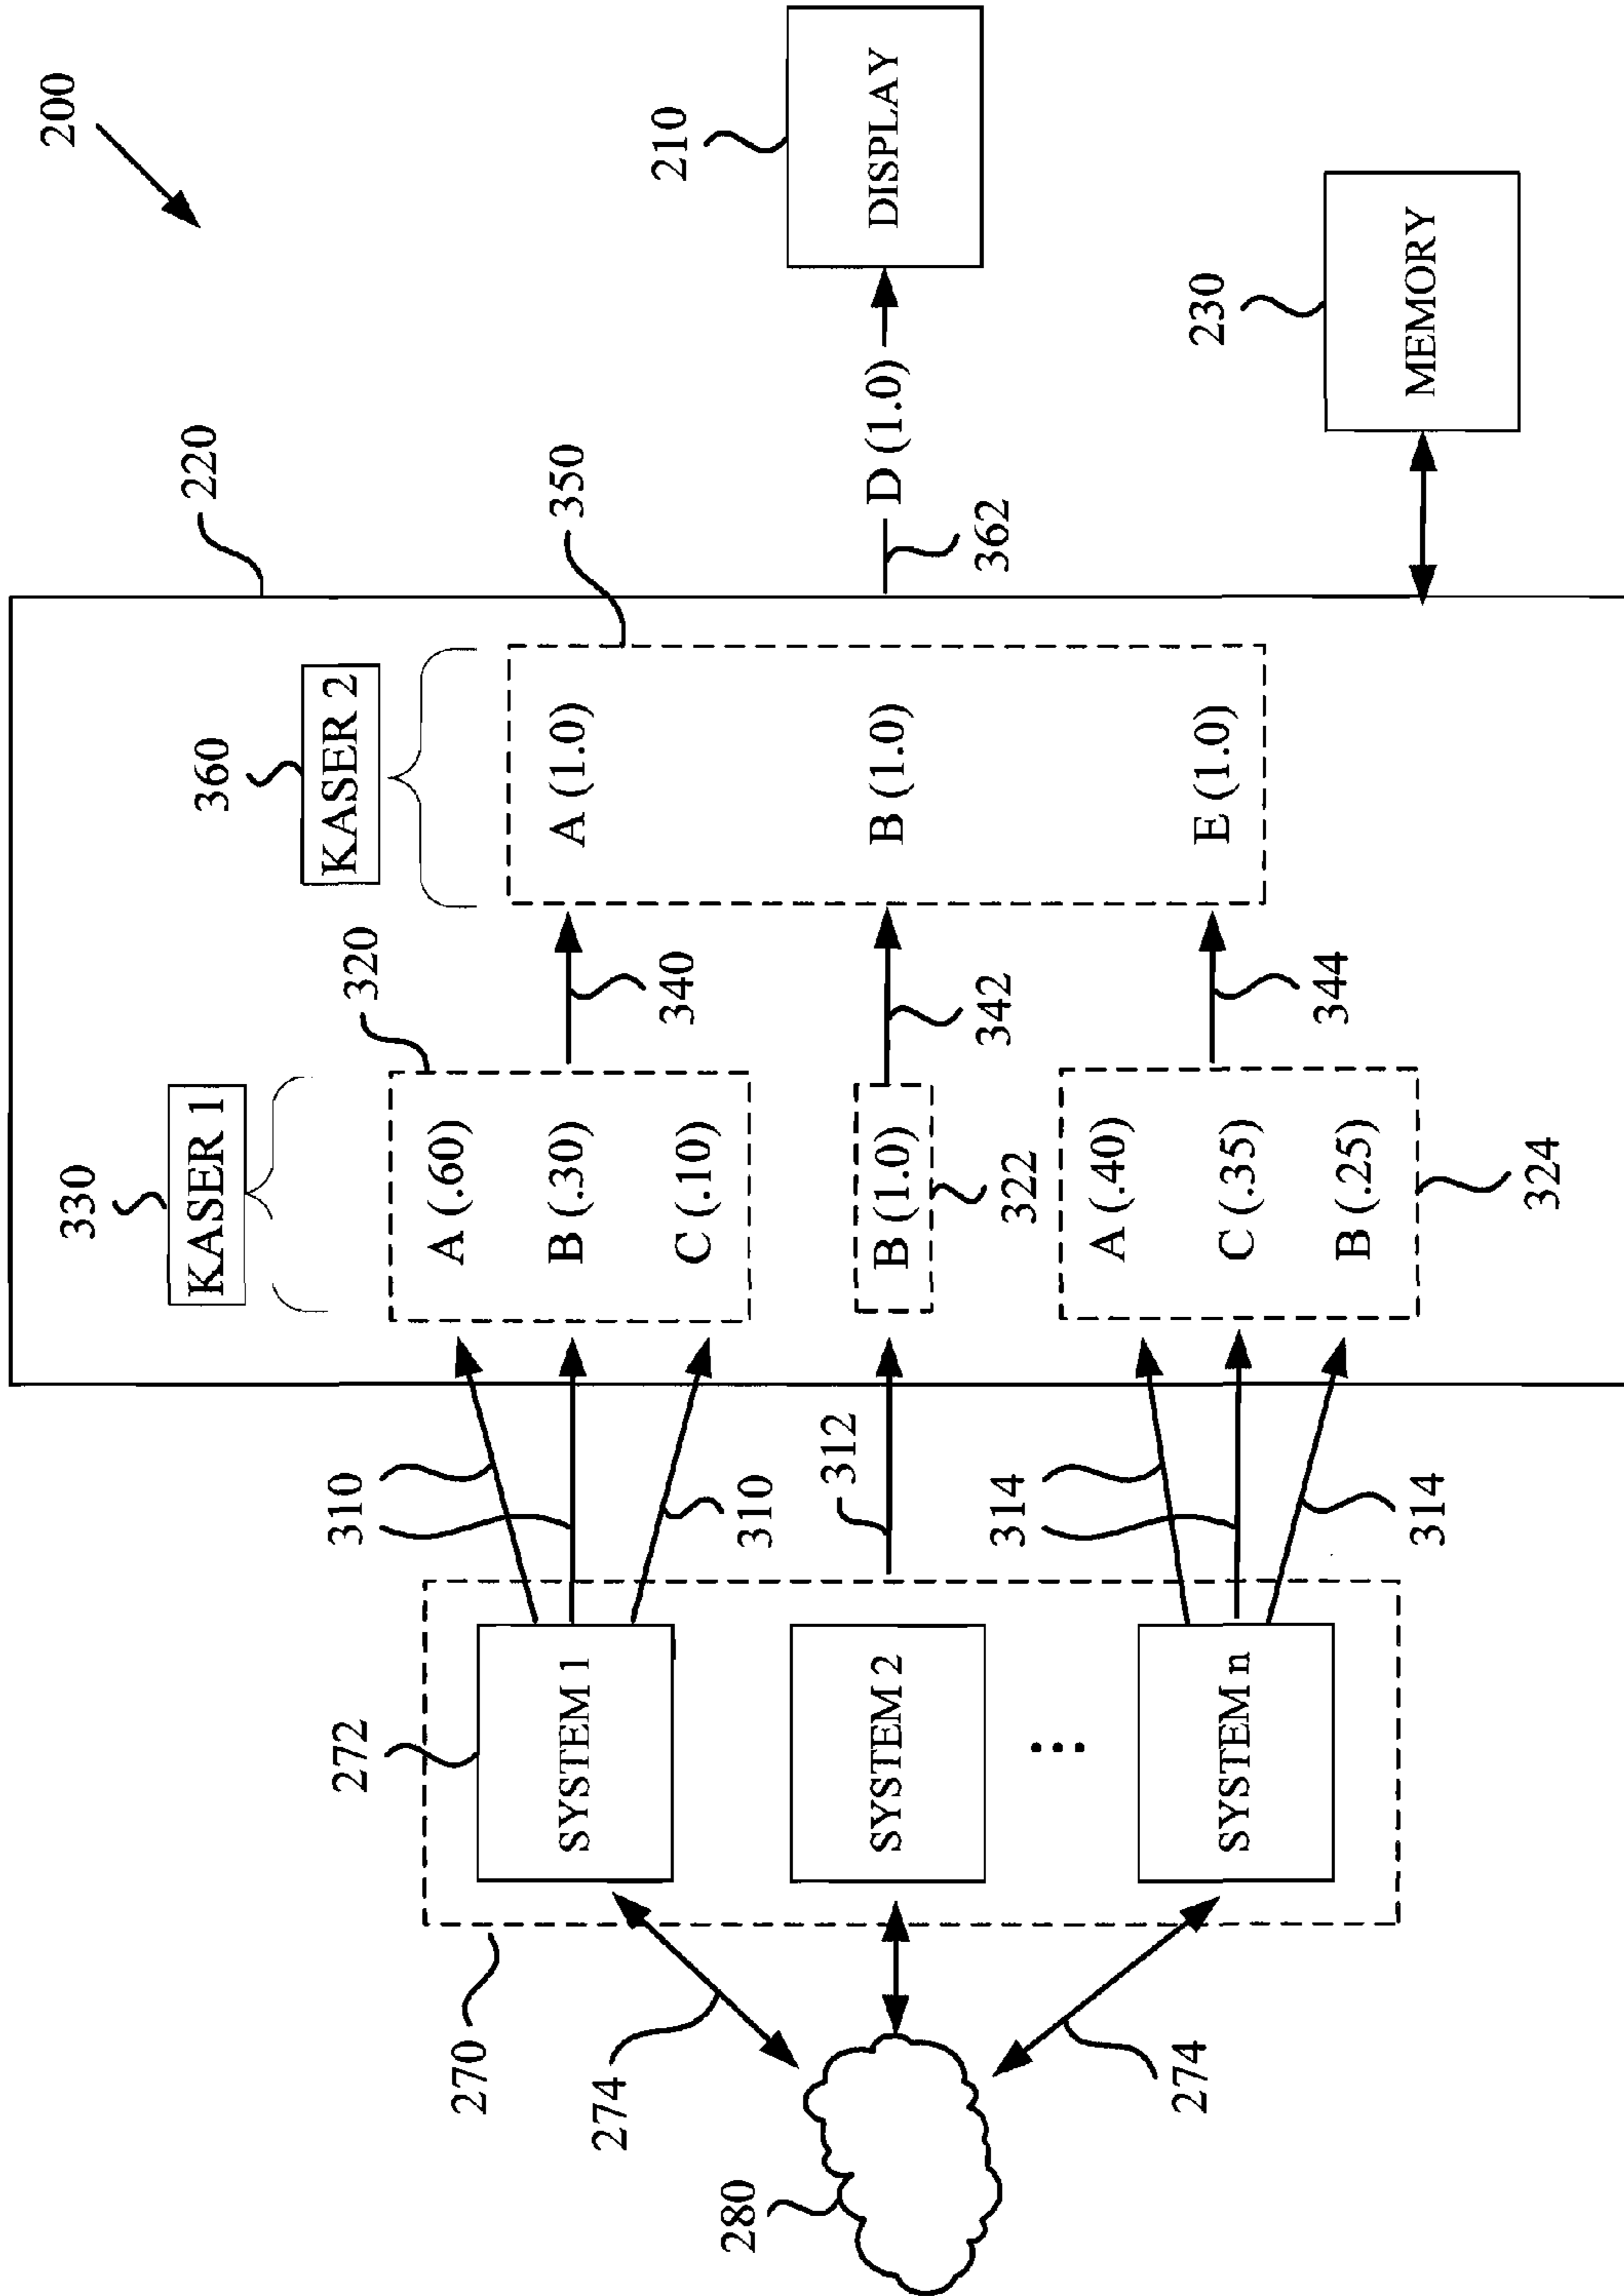 200
220
360
KASER 2
330
KASER 1
320
350
210
272
310
A (.60)
A (1.0)
SYSTEM 1
B (.30)
340
DISPLAY
270
310
C (.10)
274
312
B (1.0)
342
B (1.0)
D (1.0)
SYSTEM 2
322
362
280
314
A (.40)
230
SYSTEM n
C (.35)
E (1.0)
274
314
B (.25)
344
MEMORY
324